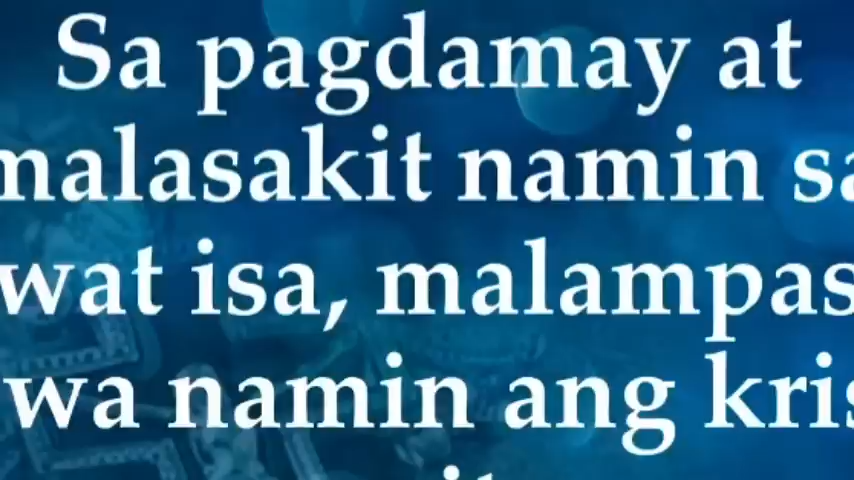 Sa pagdamay at
malasakit namin sa
wat isa, malampas
wa namin ang kris